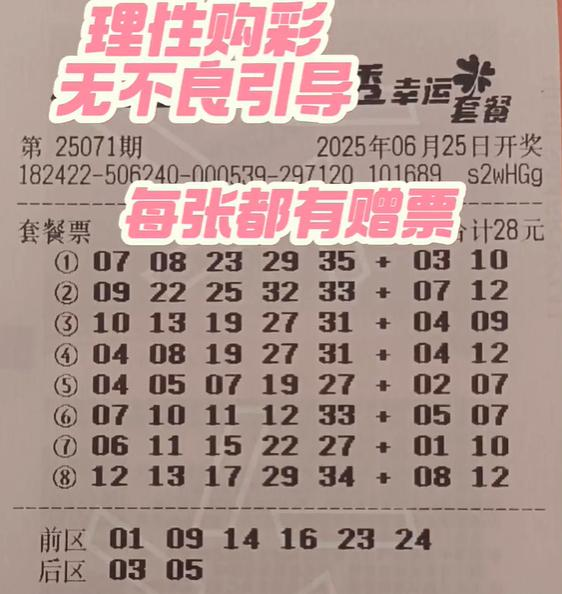 理性购彩
无不良引导
幸运
套餐
第 25071期 2025年06月25日开奖
182422-506240-000539-297120 101689 s2wHGg
每张都有赠票
套餐票 合计28元
① 07 08 23 29 35 + 03 10
② 09 22 25 32 33 + 07 12
③ 10 13 19 27 31 + 04 09
④ 04 08 19 27 31 + 04 12
⑤ 04 05 07 19 27 + 02 07
⑥ 07 10 11 12 33 + 05 07
⑦ 06 11 15 22 27 + 01 10
⑧ 12 13 17 29 34 + 08 12
前区 01 09 14 16 23 24
后区 03 05